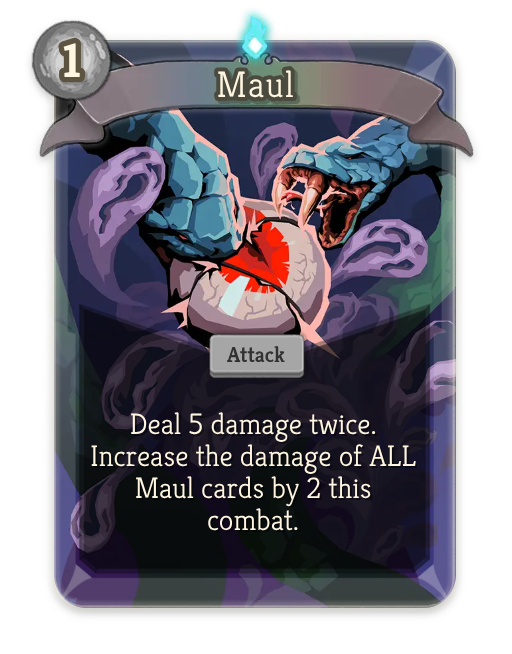 1
Maul
Attack
Deal 5 damage twice.
Increase the damage of ALL
Maul cards by 2 this
combat.